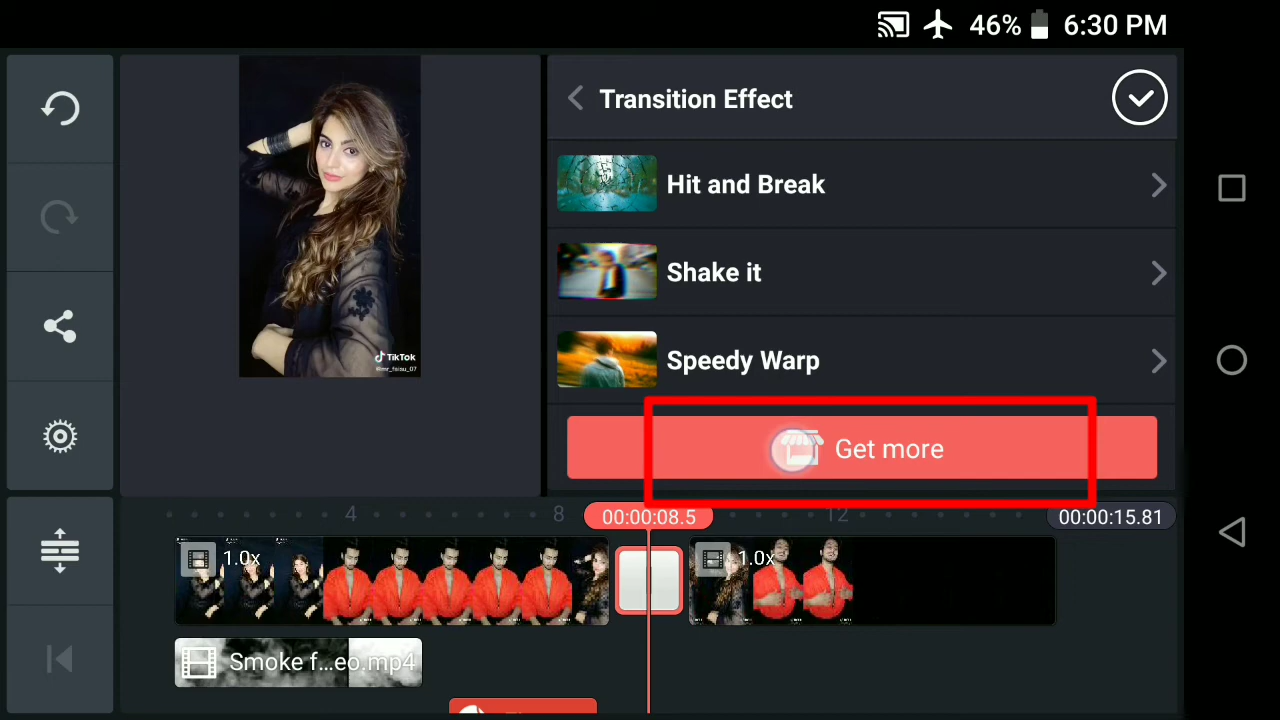 46% 6:30 PM
Transition Effect
Hit and Break
Shake it
Speedy Warp
Get more
TikTok
@mr_faisu_07
4 8 12
00:00:08.5
00:00:15.81
1.0x
1.0x
Smoke f...eo.mp4